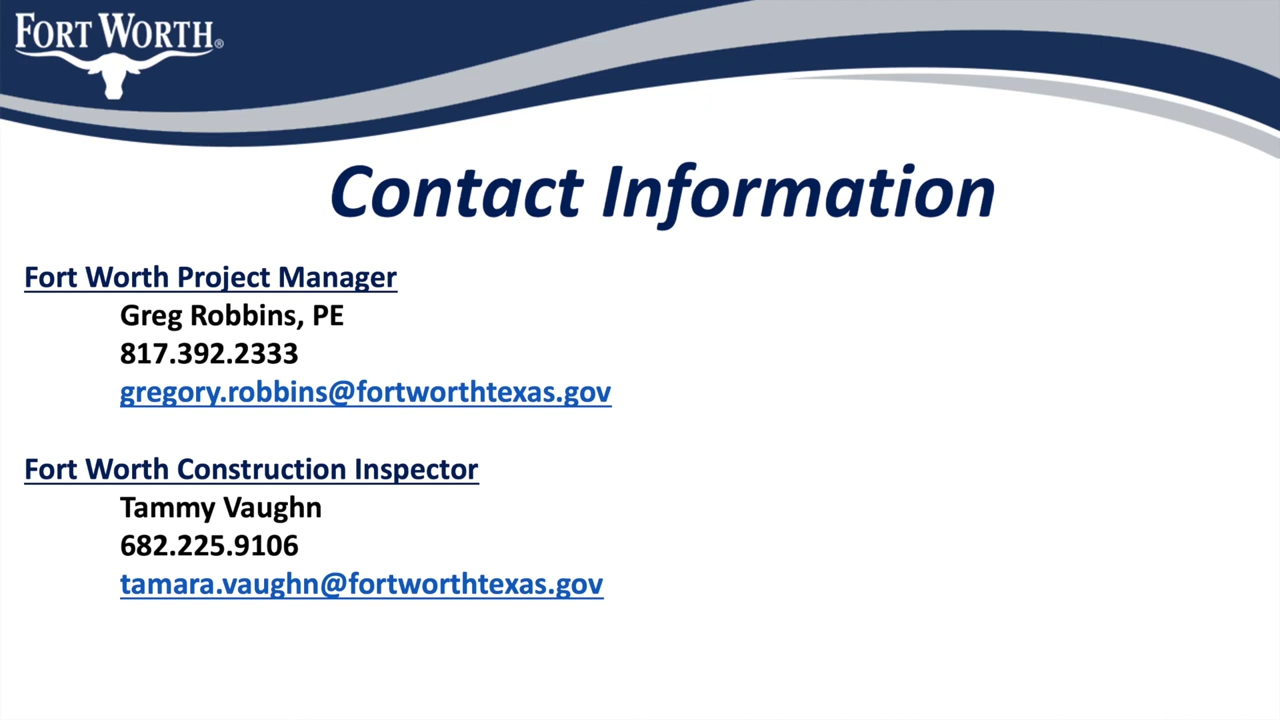 FORT WORTH®
Contact Information
Fort Worth Project Manager
Greg Robbins, PE
817.392.2333
gregory.robbins@fortworthtexas.gov
Fort Worth Construction Inspector
Tammy Vaughn
682.225.9106
tamara.vaughn@fortworthtexas.gov